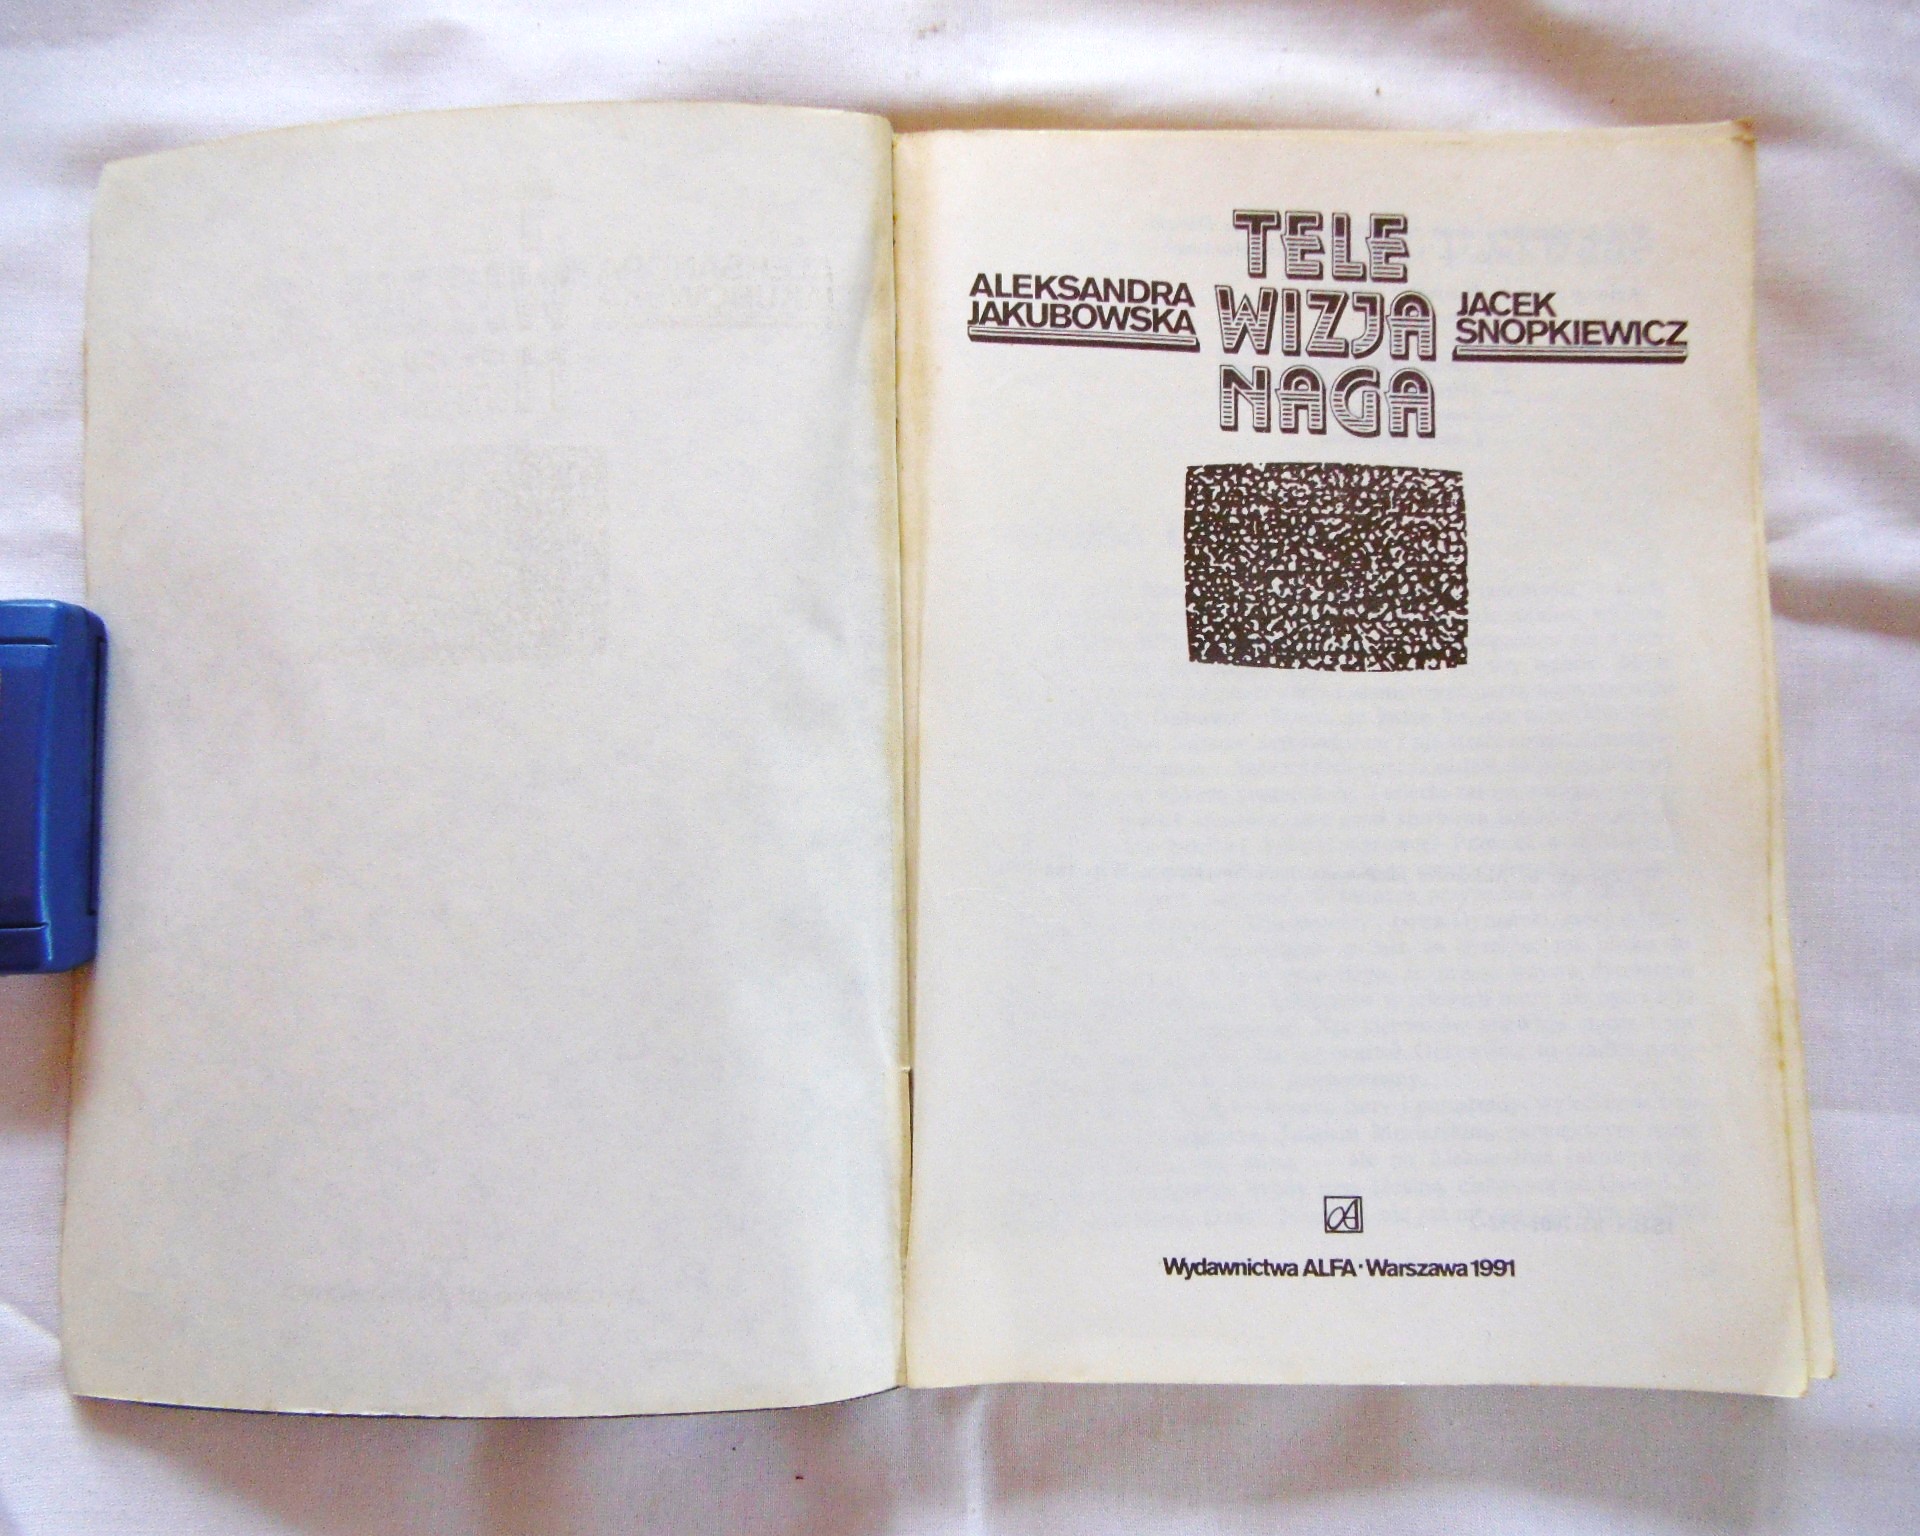 TELE
WIZJA
NAGA
ALEKSANDRA
JAKUBOWSKA
JACEK
SNOPKIEWICZ
Wydawnictwa ALFA · Warszawa 1991